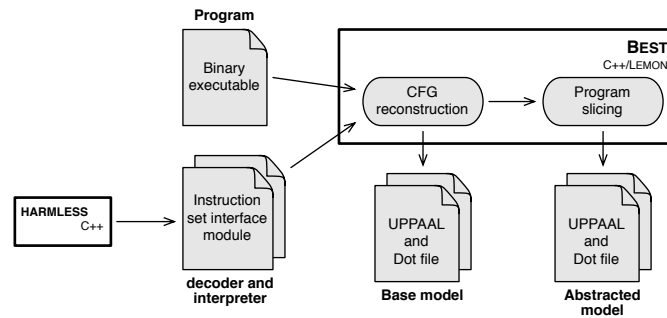 Program
Binary
executable
BEST
C++/LEMON
CFG
reconstruction
Program
slicing
HARMLESS
C++
Instruction
set interface
module
decoder and
interpreter
UPPAAL
and
Dot file
Base model
UPPAAL
and
Dot file
Abstracted
model